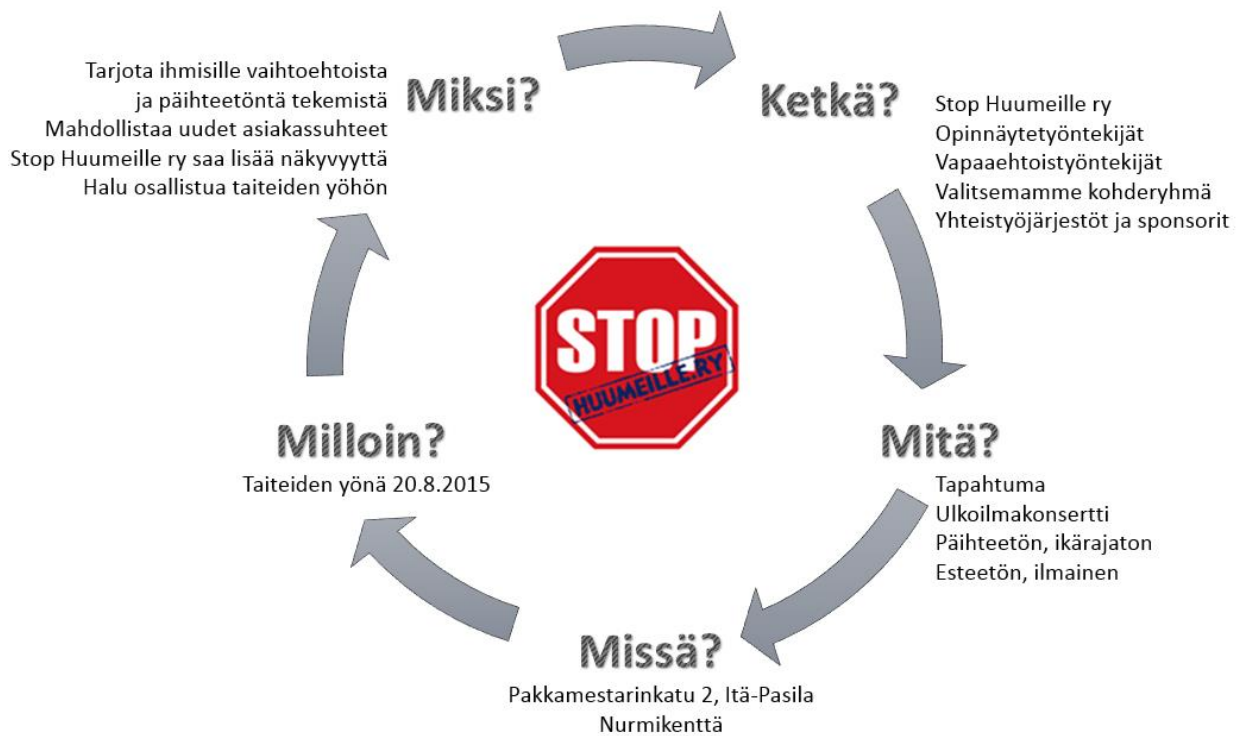 Miksi?
Tarjota ihmisille vaihtoehtoista
ja päihteetöntä tekemistä
Mahdollistaa uudet asiakassuhteet
Stop Huumeille ry saa lisää näkyvyyttä
Halu osallistua taiteiden yöhön
Ketkä?
Stop Huumeille ry
Opinnäytetyöntekijät
Vapaaehtoistyöntekijät
Valitsemamme kohderyhmä
Yhteistyöjärjestöt ja sponsorit
STOP
HUUMEILLE.RY
Mitä?
Tapahtuma
Ulkoilmakonsertti
Päihteetön, ikärajaton
Esteetön, ilmainen
Missä?
Pakkamestarinkatu 2, Itä-Pasila
Nurmikenttä
Milloin?
Taiteiden yönä 20.8.2015